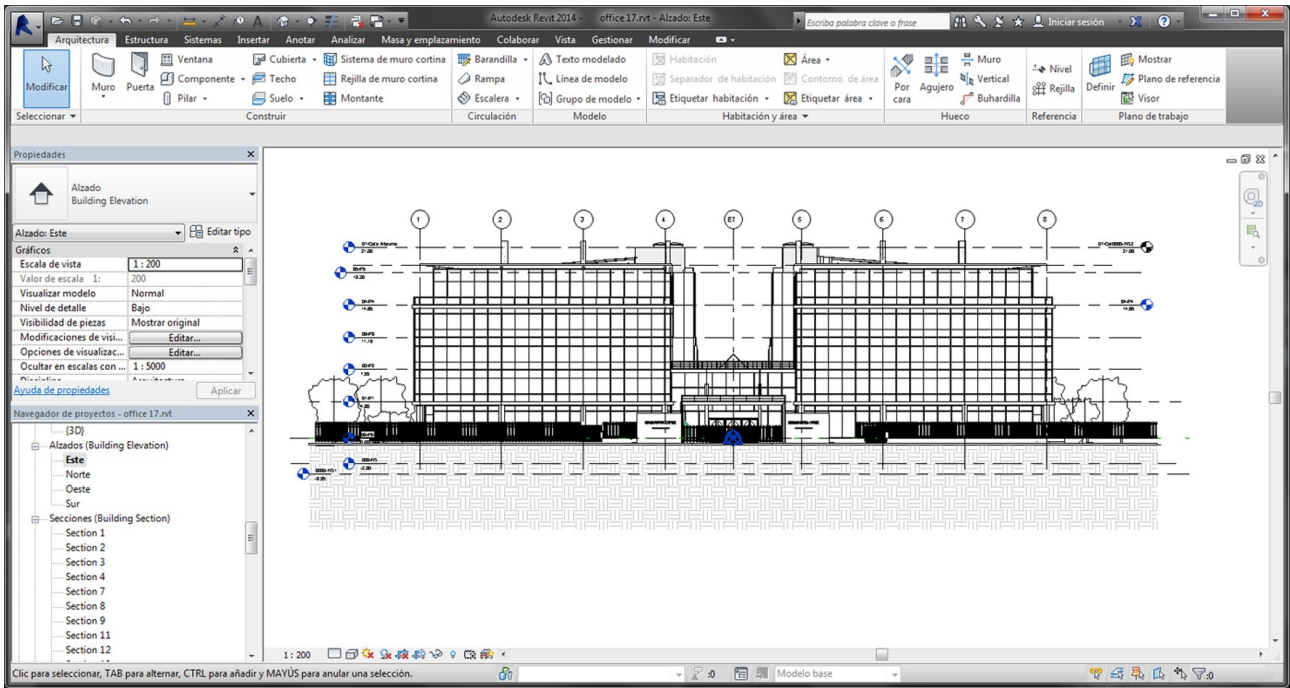 Autodesk Revit 2014 - office 17.rvt - Alzado: Este
Escriba palabra clave o frase
Iniciar sesión
Arquitectura Estructura Sistemas Insertar Anotar Analizar Masa y emplazamiento Colaborar Vista Gestionar Modificar
Modificar
Muro
Puerta
Ventana
Componente
Pilar
Cubierta
Techo
Suelo
Sistema de muro cortina
Rejilla de muro cortina
Montante
Barandilla
Rampa
Escalera
Texto modelado
Línea de modelo
Grupo de modelo
Habitación
Separador de habitación
Etiquetar habitación
Área
Contorno de área
Etiquetar área
Por cara
Agujero
Muro
Vertical
Buhardilla
Nivel
Rejilla
Definir
Mostrar
Plano de referencia
Visor
Seleccionar Construir Circulación Modelo Habitación y área Hueco Referencia Plano de trabajo
Propiedades
Alzado
Building Elevation
Alzado: Este Editar tipo
Gráficos
Escala de vista 1 : 200
Valor de escala 1: 200
Visualizar modelo Normal
Nivel de detalle Bajo
Visibilidad de piezas Mostrar original
Modificaciones de visi... Editar...
Opciones de visualizac... Editar...
Ocultar en escalas con ... 1 : 5000
Ayuda de propiedades Aplicar
Navegador de proyectos - office 17.rvt
{3D}
Alzados (Building Elevation)
Este
Norte
Oeste
Sur
Secciones (Building Section)
Section 1
Section 2
Section 3
Section 4
Section 7
Section 8
Section 9
Section 11
Section 12
1 2 3 4 E7 5 6 7 8
1 : 200
Clic para seleccionar, TAB para alternar, CTRL para añadir y MAYÚS para anular una selección.
:0
Modelo base
:0